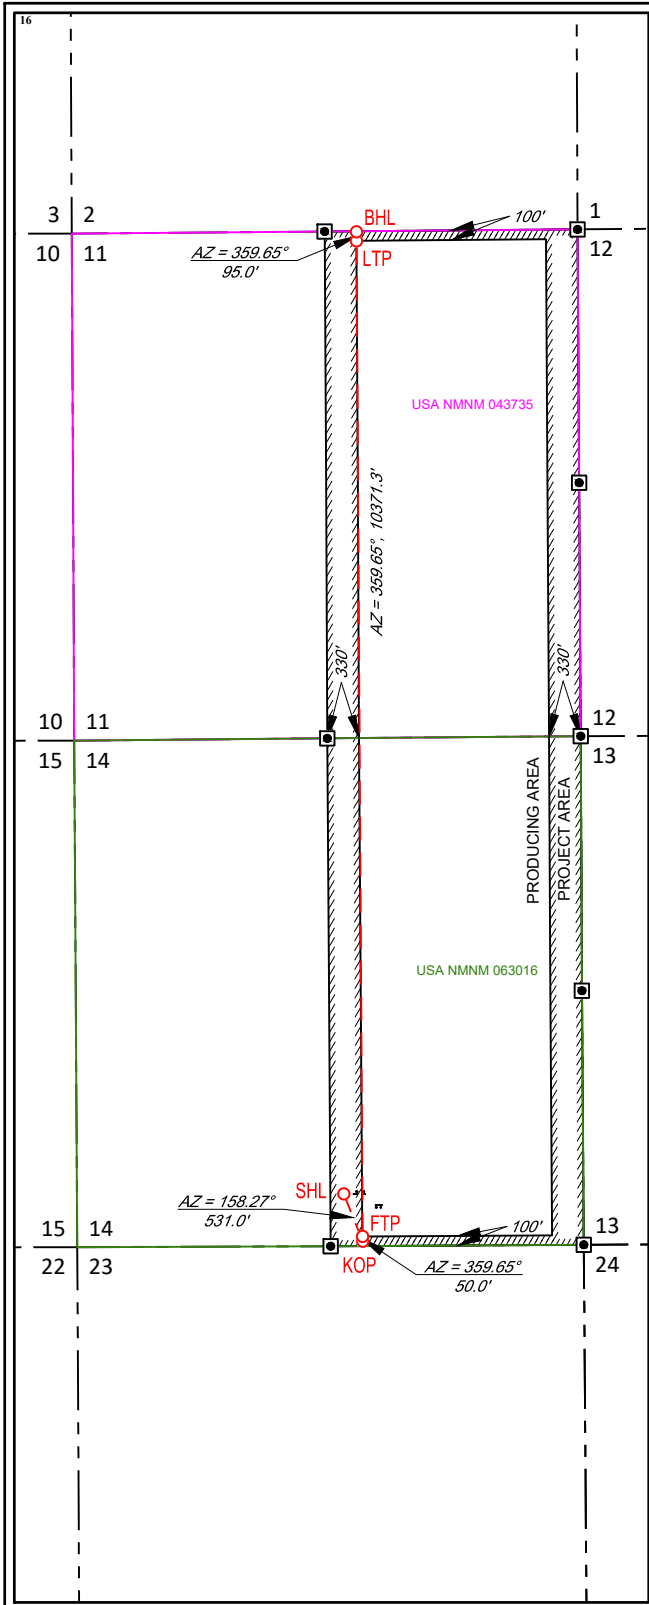 16
3 2
1
BHL
100'
10 11
12
AZ = 359.65°
95.0'
LTP
USA NMNM 043735
AZ = 359.65°, 10371.3'
330'
330'
10 11
12
15 14
13
PRODUCING AREA
PROJECT AREA
USA NMNM 063016
SHL
AZ = 158.27°
531.0'
FTP
100'
15 14
13
22 23
24
KOP
AZ = 359.65°
50.0'